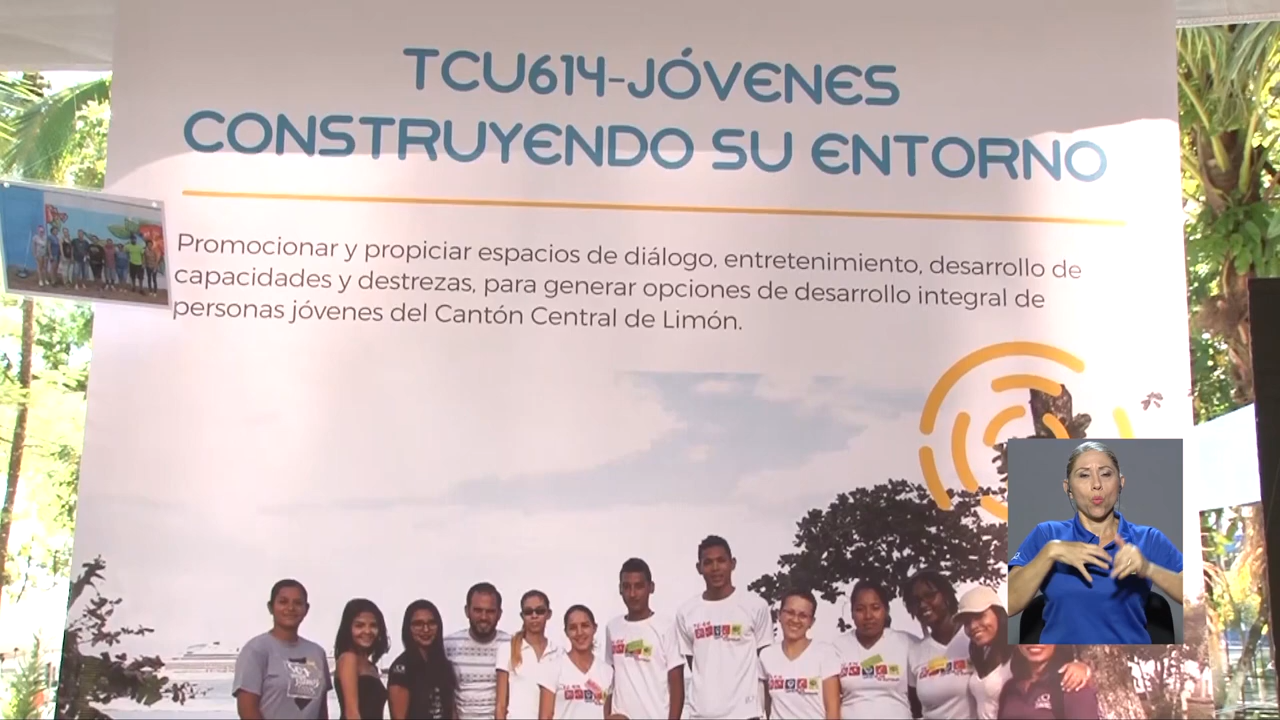 TCU614-JÓVENES
CONSTRUYENDO SU ENTORNO
Promocionar y propiciar espacios de diálogo, entretenimiento, desarrollo de
capacidades y destrezas, para generar opciones de desarrollo integral de
personas jóvenes del Cantón Central de Limón.